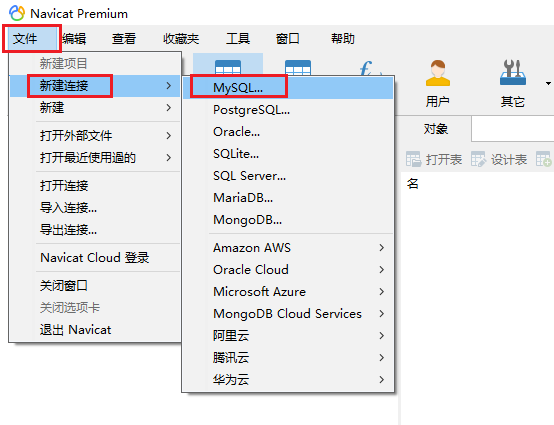 Navicat Premium
文件 编辑 查看 收藏夹 工具 窗口 帮助
新建项目
新建连接
新建
打开外部文件
打开最近使用過的
打开连接
导入连接...
导出连接...
Navicat Cloud 登录
关闭窗口
关闭选项卡
退出 Navicat
MySQL...
PostgreSQL...
Oracle...
SQLite...
SQL Server...
MariaDB...
MongoDB...
Amazon AWS
Oracle Cloud
Microsoft Azure
MongoDB Cloud Services
阿里云
腾讯云
华为云
用户 其它
对象
打开表 设计表
名